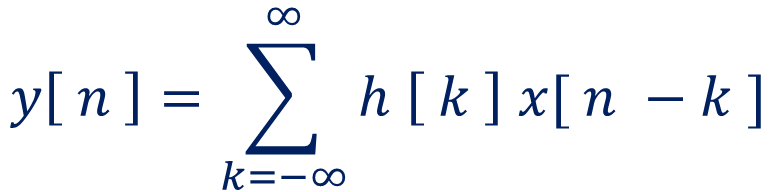 y[ n ] = ∑_{k=−∞}^{∞} h [ k ] x[ n − k ]